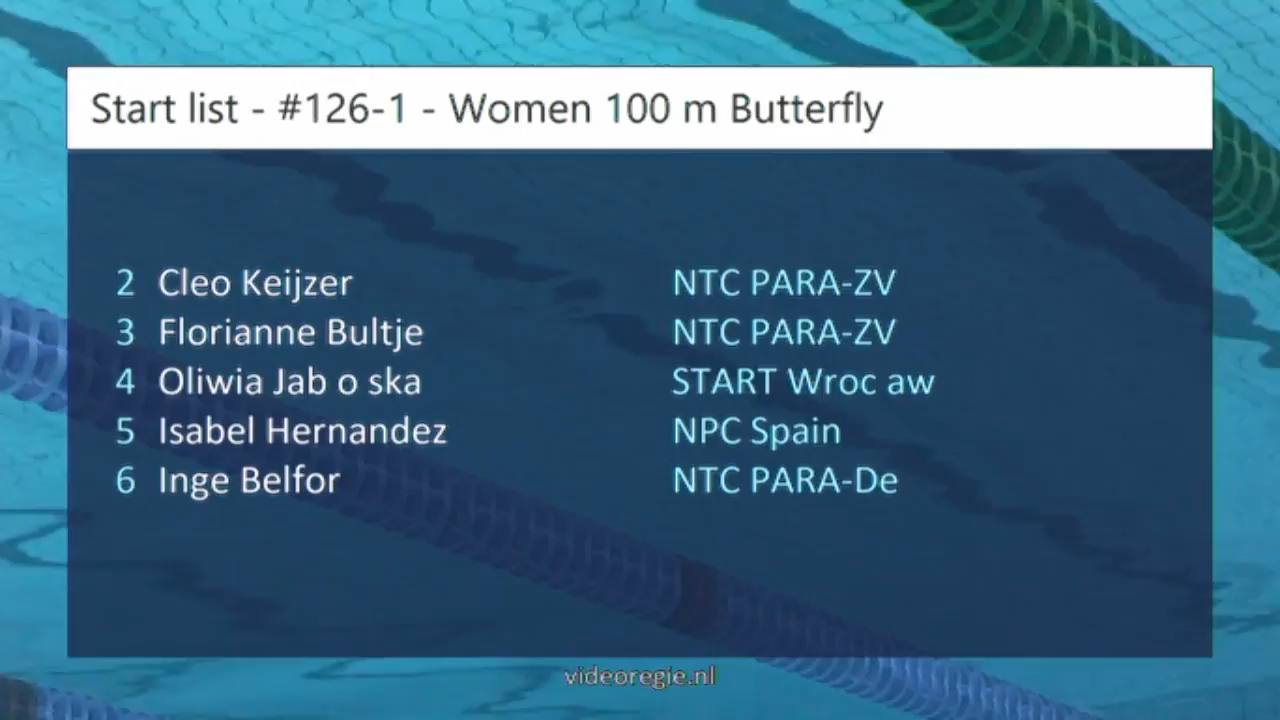 Start list - #126-1 - Women 100 m Butterfly
2 Cleo Keijzer NTC PARA-ZV
3 Florianne Bultje NTC PARA-ZV
4 Oliwia Jab o ska START Wroc aw
5 Isabel Hernandez NPC Spain
6 Inge Belfor NTC PARA-De
videoregie.nl